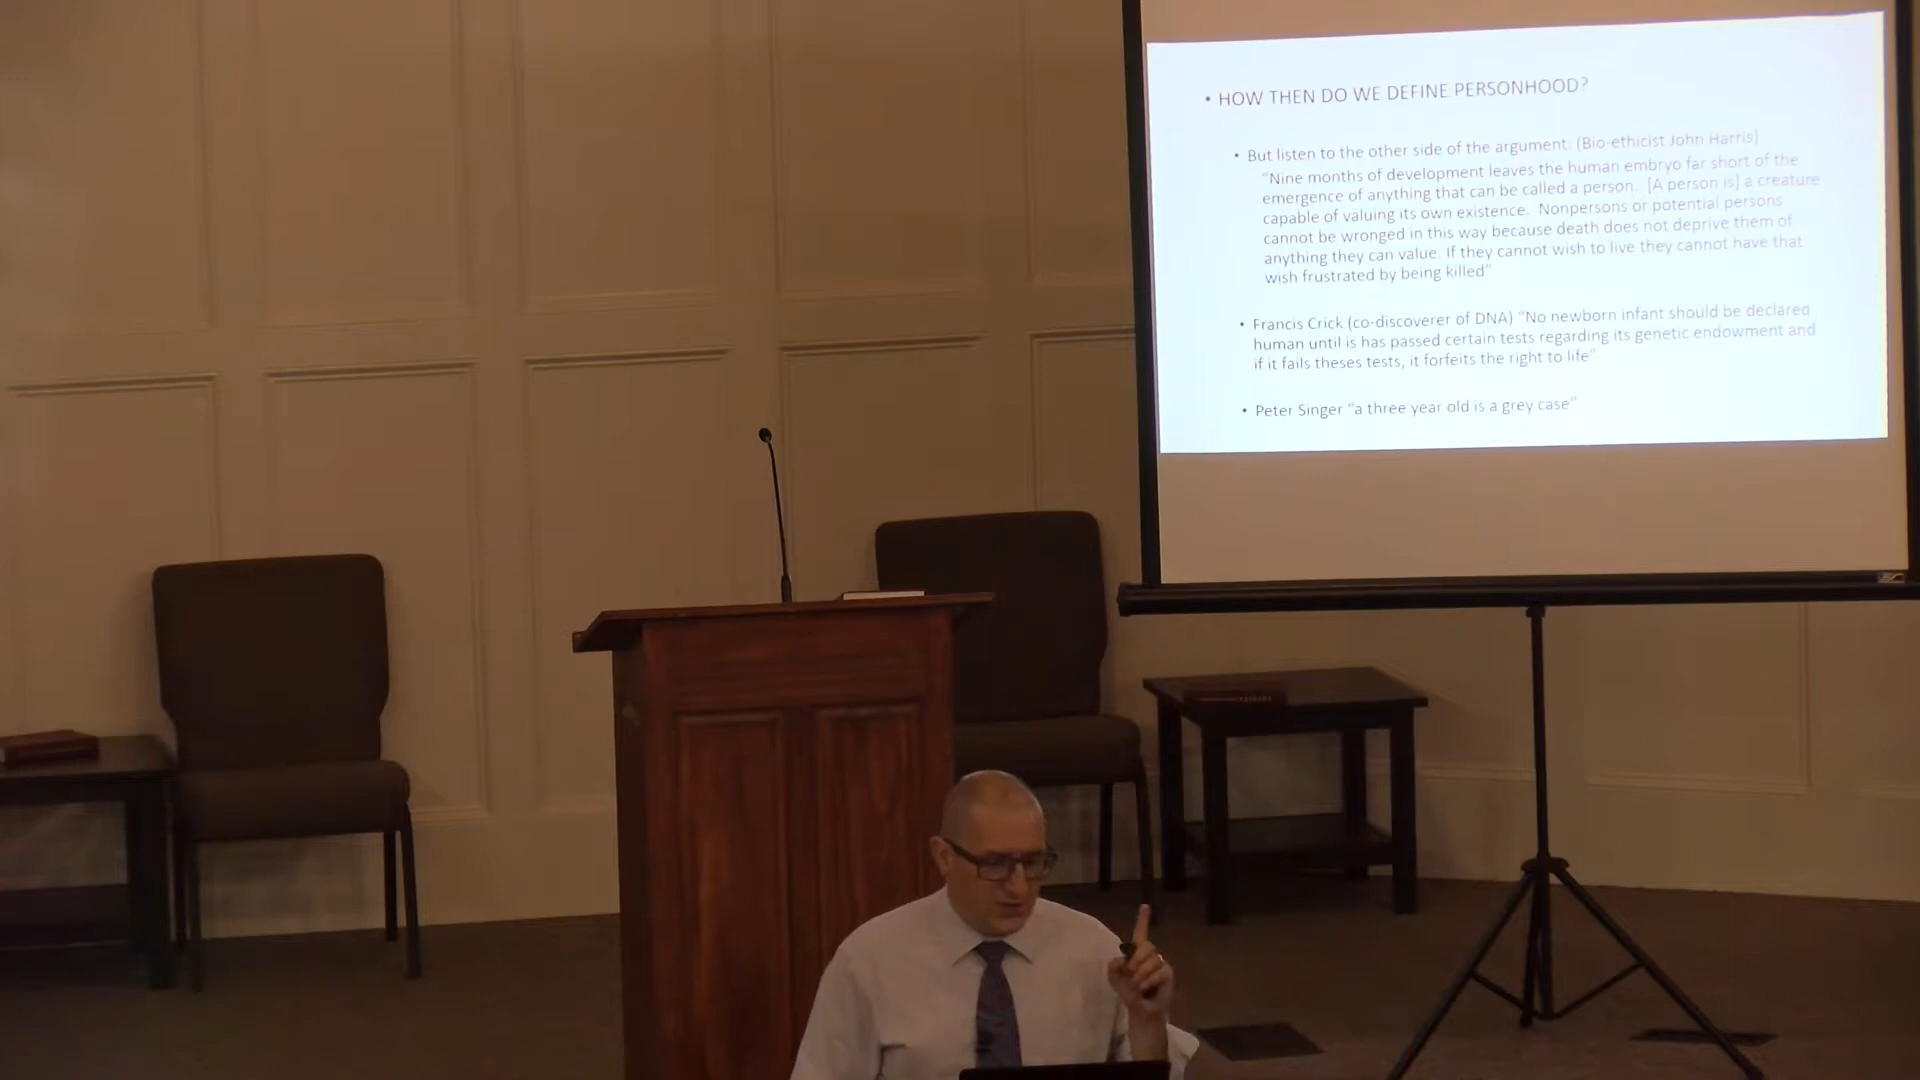 • HOW THEN DO WE DEFINE PERSONHOOD?
• But listen to the other side of the argument: (Bio-ethicist John Harris)
“Nine months of development leaves the human embryo far short of the
emergence of anything that can be called a person. [A person is] a creature
capable of valuing its own existence. Nonpersons or potential persons
cannot be wronged in this way because death does not deprive them of
anything they can value. If they cannot wish to live they cannot have that
wish frustrated by being killed”
• Francis Crick (co-discoverer of DNA) “No newborn infant should be declared
human until is has passed certain tests regarding its genetic endowment and
if it fails theses tests, it forfeits the right to life”
• Peter Singer “a three year old is a grey case”